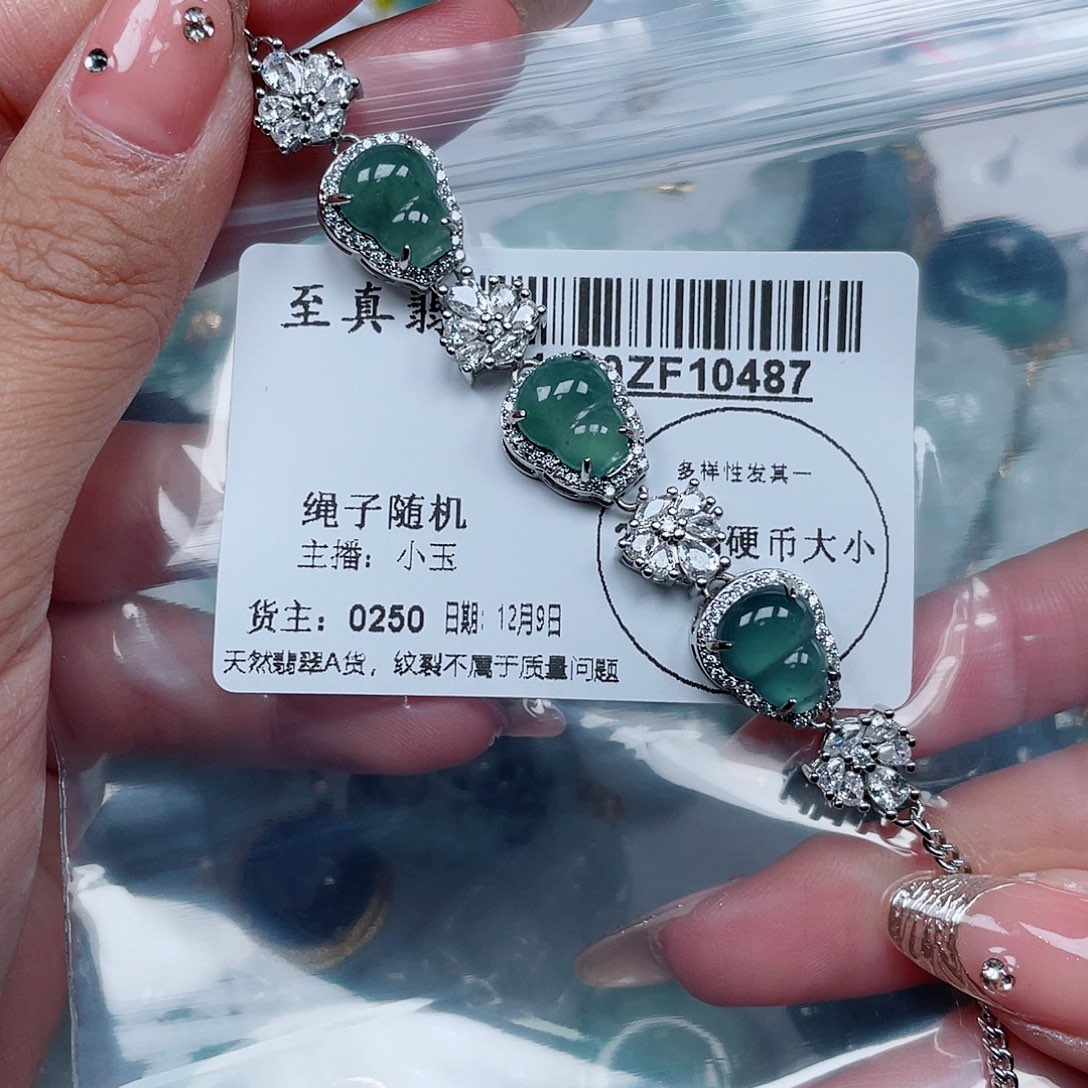 至真翡
ZF10487
多样性发其一
硬币大小
绳子随机
主播：小玉
货主：0250 日期：12月9日
天然翡翠A货，纹裂不属于质量问题